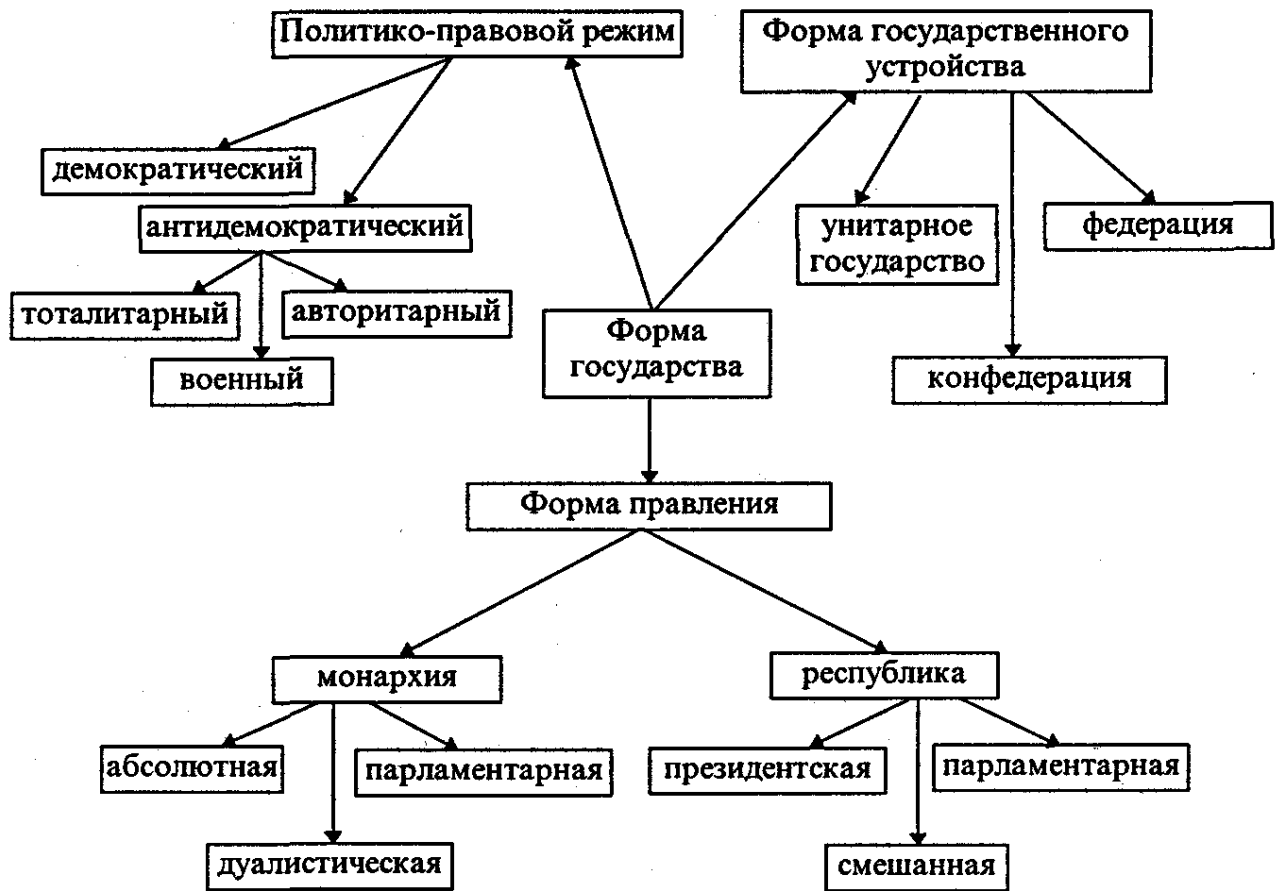 Политико-правовой режим
Форма государственного
устройства
демократический
антидемократический
тоталитарный
авторитарный
военный
унитарное
государство
федерация
конфедерация
Форма
государства
Форма правления
монархия
республика
абсолютная
парламентарная
дуалистическая
президентская
парламентарная
смешанная